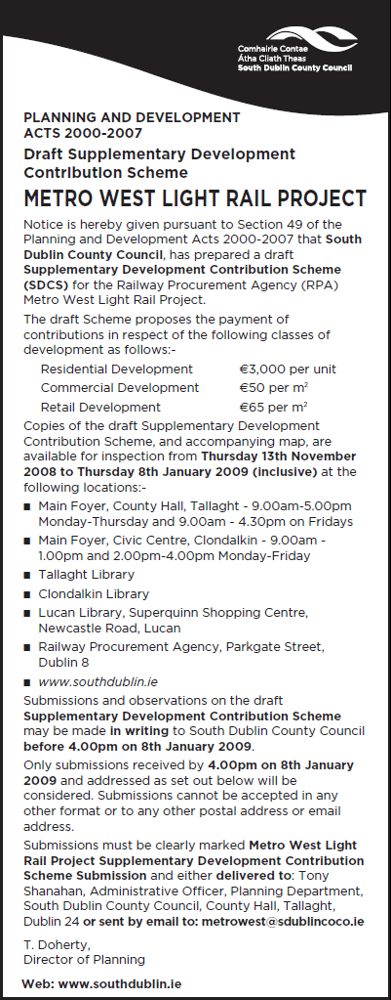 Comhairle Contae
Átha Cliath Theas
South Dublin County Council
PLANNING AND DEVELOPMENT
ACTS 2000-2007
Draft Supplementary Development
Contribution Scheme
METRO WEST LIGHT RAIL PROJECT
Notice is hereby given pursuant to Section 49 of the
Planning and Development Acts 2000-2007 that South
Dublin County Council, has prepared a draft
Supplementary Development Contribution Scheme
(SDCS) for the Railway Procurement Agency (RPA)
Metro West Light Rail Project.
The draft Scheme proposes the payment of
contributions in respect of the following classes of
development as follows:-
Residential Development €3,000 per unit
Commercial Development €50 per m²
Retail Development €65 per m²
Copies of the draft Supplementary Development
Contribution Scheme, and accompanying map, are
available for inspection from Thursday 13th November
2008 to Thursday 8th January 2009 (inclusive) at the
following locations:-
■ Main Foyer, County Hall, Tallaght - 9.00am-5.00pm
Monday-Thursday and 9.00am - 4.30pm on Fridays
■ Main Foyer, Civic Centre, Clondalkin - 9.00am -
1.00pm and 2.00pm-4.00pm Monday-Friday
■ Tallaght Library
■ Clondalkin Library
■ Lucan Library, Superquinn Shopping Centre,
Newcastle Road, Lucan
■ Railway Procurement Agency, Parkgate Street,
Dublin 8
■ www.southdublin.ie
Submissions and observations on the draft
Supplementary Development Contribution Scheme
may be made in writing to South Dublin County Council
before 4.00pm on 8th January 2009.
Only submissions received by 4.00pm on 8th January
2009 and addressed as set out below will be
considered. Submissions cannot be accepted in any
other format or to any other postal address or email
address.
Submissions must be clearly marked Metro West Light
Rail Project Supplementary Development Contribution
Scheme Submission and either delivered to: Tony
Shanahan, Administrative Officer, Planning Department,
South Dublin County Council, County Hall, Tallaght,
Dublin 24 or sent by email to: metrowest@sdublincoco.ie
T. Doherty,
Director of Planning
Web: www.southdublin.ie